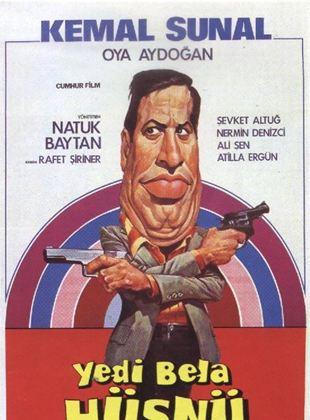 KEMAL SUNAL
OYA AYDOĞAN
CUMHUR FİLM
YÖNETMEN
NATUK
BAYTAN
RAFET ŞİRİNER
ŞEVKET ALTUĞ
NERMİN DENİZCİ
ALİ ŞEN
ATİLLA ERGÜN
Yedi Bela
HÜSNÜ